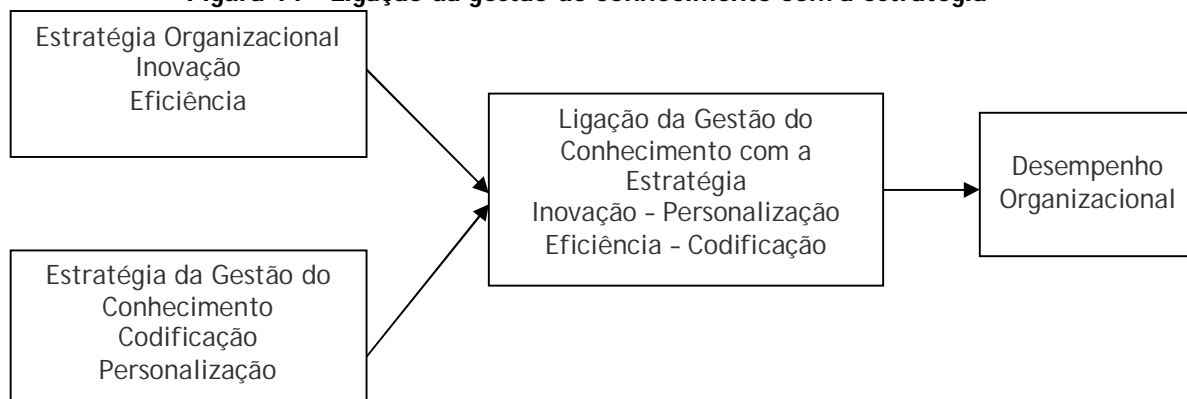 Figura - Ligação da gestão do conhecimento com a estratégia
Estratégia Organizacional
Inovação
Eficiência
Estratégia da Gestão do
Conhecimento
Codificação
Personalização
Ligação da Gestão do
Conhecimento com a
Estratégia
Inovação – Personalização
Eficiência – Codificação
Desempenho
Organizacional